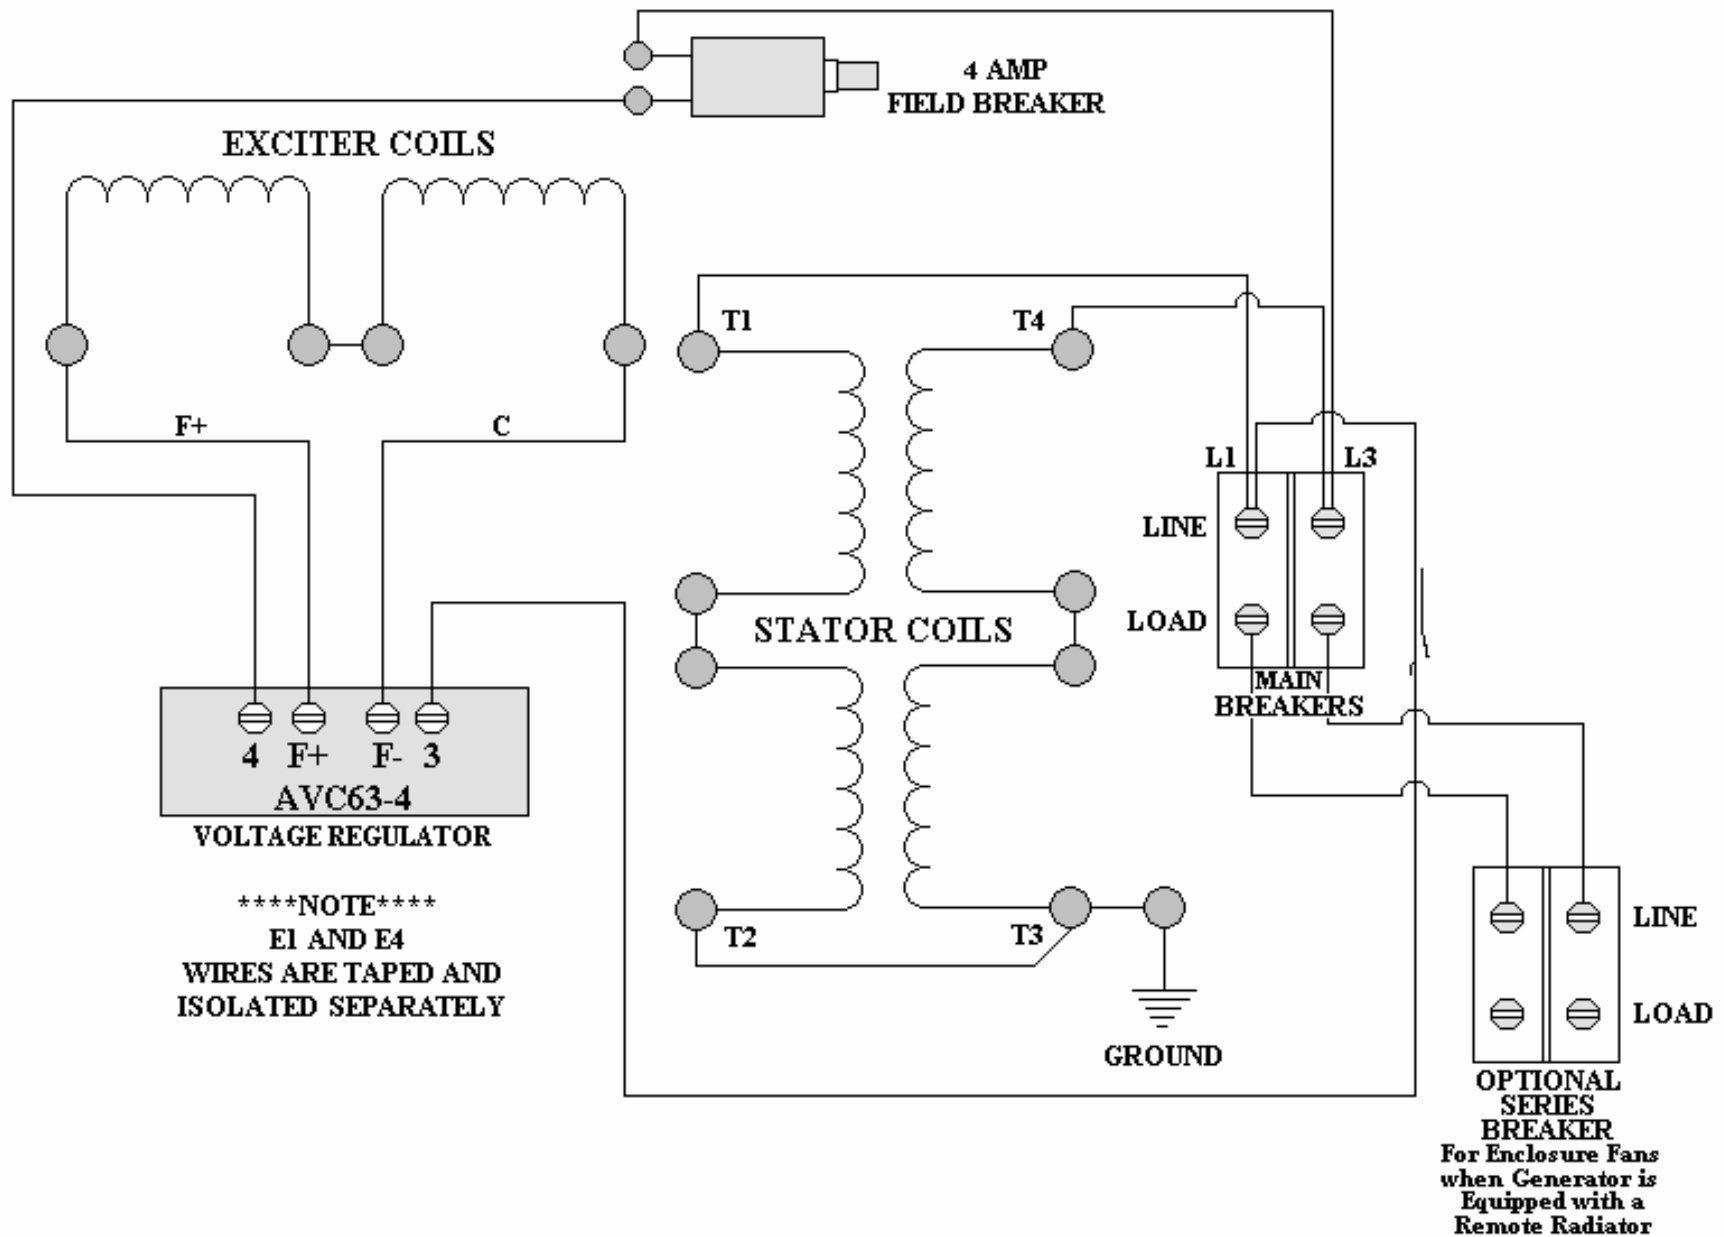 4 AMP
FIELD BREAKER
EXCITER COILS
T1
T4
F+
C
L1
L3
LINE
STATOR COILS
LOAD
MAIN
BREAKERS
4 F+ F- 3
AVC63-4
VOLTAGE REGULATOR
****NOTE****
E1 AND E4
WIRES ARE TAPED AND
ISOLATED SEPARATELY
T2
T3
GROUND
LINE
LOAD
OPTIONAL
SERIES
BREAKER
For Enclosure Fans
when Generator is
Equipped with a
Remote Radiator